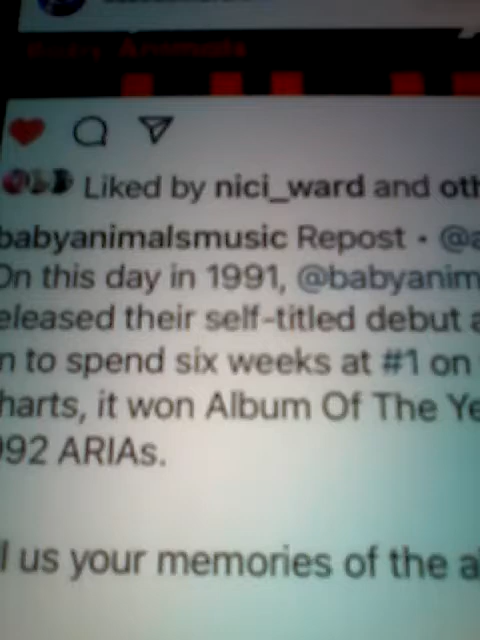 Baby Animals
Liked by nici_ward and oth
babyanimalsmusic Repost · @a
On this day in 1991, @babyanim
eleased their self-titled debut a
n to spend six weeks at #1 on
harts, it won Album Of The Ye
992 ARIAs.
l us your memories of the a